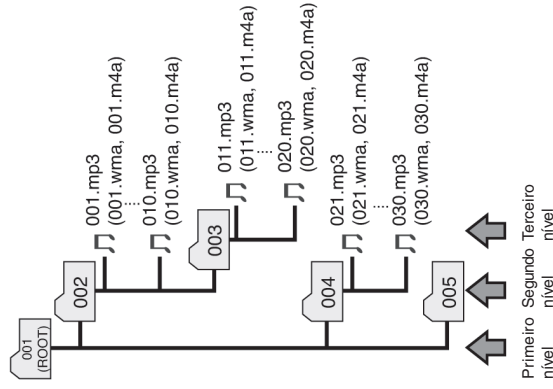 001
(ROOT)
002
001.mp3
(001.wma, 001.m4a)
010.mp3
(010.wma, 010.m4a)
003
011.mp3
(011.wma, 011.m4a)
020.mp3
(020.wma, 020.m4a)
004
021.mp3
(021.wma, 021.m4a)
030.mp3
(030.wma, 030.m4a)
005
Primeiro
nível
Segundo
nível
Terceiro
nível